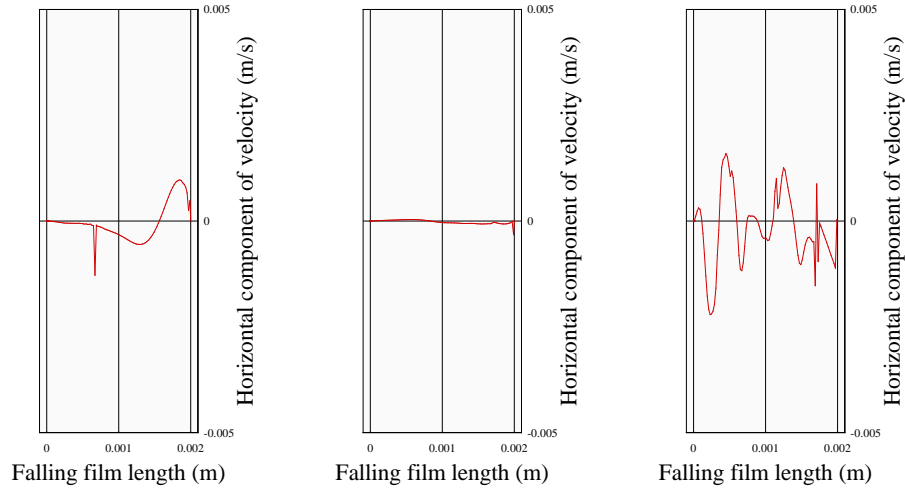 0.005
Horizontal component of velocity (m/s)
0
-0.005
0 0.001 0.002
Falling film length (m)
0.005
Horizontal component of velocity (m/s)
0
-0.005
0 0.001 0.002
Falling film length (m)
0.005
Horizontal component of velocity (m/s)
0
-0.005
0 0.001 0.002
Falling film length (m)